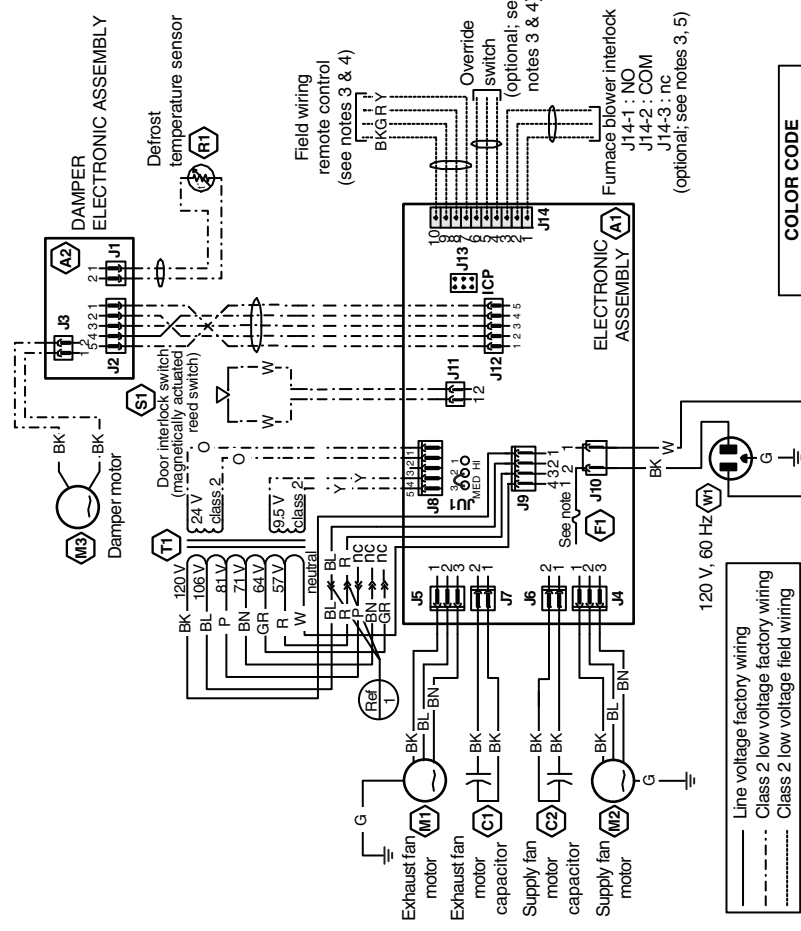 DAMPER
ELECTRONIC ASSEMBLY
A2
J3
1
2
J1
2 1
J2
5 4 3 2 1
Defrost
temperature sensor
R1
BK
BK
M3
Damper motor
S1
Door interlock switch
(magnetically actuated
reed switch)
W
W
T1
24 V
class 2
O
O
9.5 V
class 2
Y
Y
BK 120 V
BL 106 V
P 81 V
BN 71 V
GR 64 V
R 57 V
W neutral
BL BL
R R
P nc
BN nc
GR nc
Ref
1
Field wiring
remote control
(see notes 3 & 4)
BK G R Y
Override
switch
(optional; see
notes 3 & 4)
Furnace blower interlock
J14-1 : NO
J14-2 : COM
J14-3 : nc
(optional; see notes 3, 5)
10
9
8
7
6
5
4
3
2
1
J14
J13
ICP
J12
1 2 3 4 5
J11
1 2
ELECTRONIC
ASSEMBLY
A1
J8
5 4 3 2 1
JU1
3 2 1
MED HI
J9
4 3 2 1
J10
2 1
See note 1
F1
J5
1
2
3
J7
2
1
J6
2
1
J4
1
2
3
G
BK
BL
BN
M1
Exhaust fan
motor
BK
BK
C1
Exhaust fan
motor
capacitor
BK
BK
C2
Supply fan
motor
capacitor
BK
BL
BN
M2
Supply fan
motor
G
BK
W
120 V, 60 Hz
W1
G
Line voltage factory wiring
Class 2 low voltage factory wiring
Class 2 low voltage field wiring
COLOR CODE